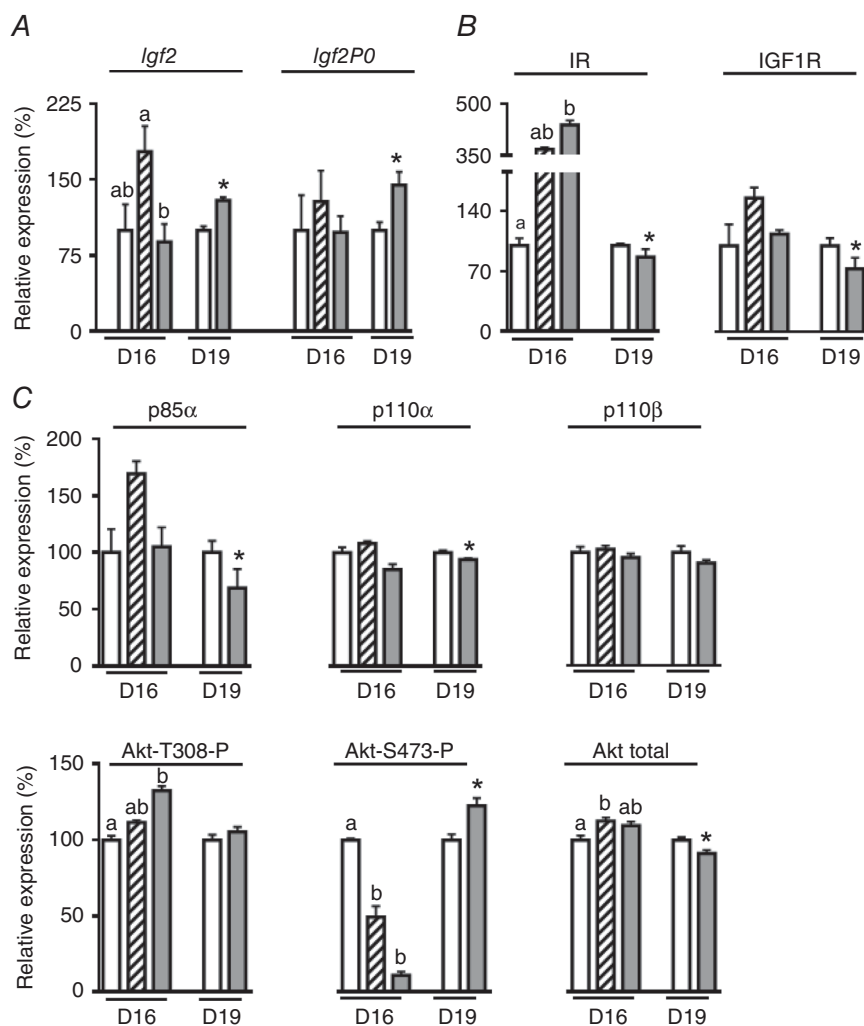 A
B
Igf2
Igf2P0
IR
IGF1R
Relative expression (%)
225
150
75
0
ab
a
b
*
*
D16
D19
D16
D19
500
350
140
70
0
a
ab
b
*
*
D16
D19
D16
D19
C
p85α
p110α
p110β
Relative expression (%)
200
150
100
50
0
*
*
D16
D19
D16
D19
D16
D19
Akt-T308-P
Akt-S473-P
Akt total
Relative expression (%)
150
100
50
0
a
ab
b
a
b
b
*
a
b
ab
*
D16
D19
D16
D19
D16
D19